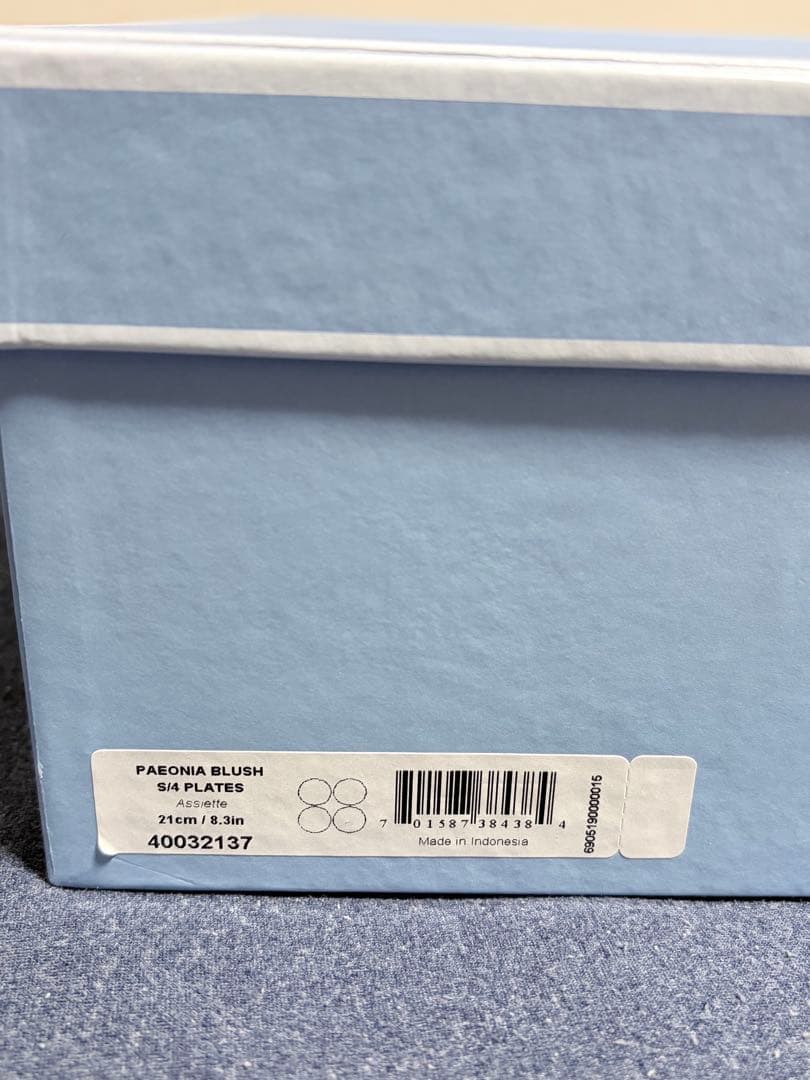 PAEONIA BLUSH
S/4 PLATES
Assiette
21cm / 8.3in
40032137
7 01587 38438 4
Made in Indonesia
6905190000015